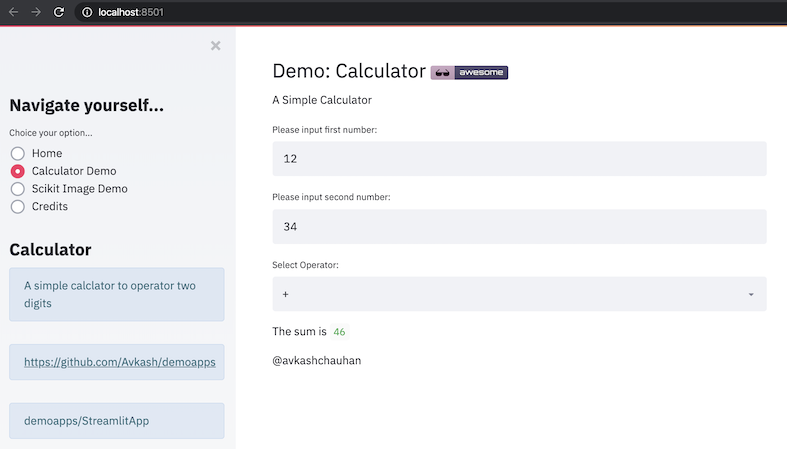 localhost:8501
Navigate yourself...
Choice your option...
Home
Calculator Demo
Scikit Image Demo
Credits
Calculator
A simple calclator to operator two
digits
https://github.com/Avkash/demoapps
demoapps/StreamlitApp
Demo: Calculator awesome
A Simple Calculator
Please input first number:
12
Please input second number:
34
Select Operator:
+
The sum is 46
@avkashchauhan